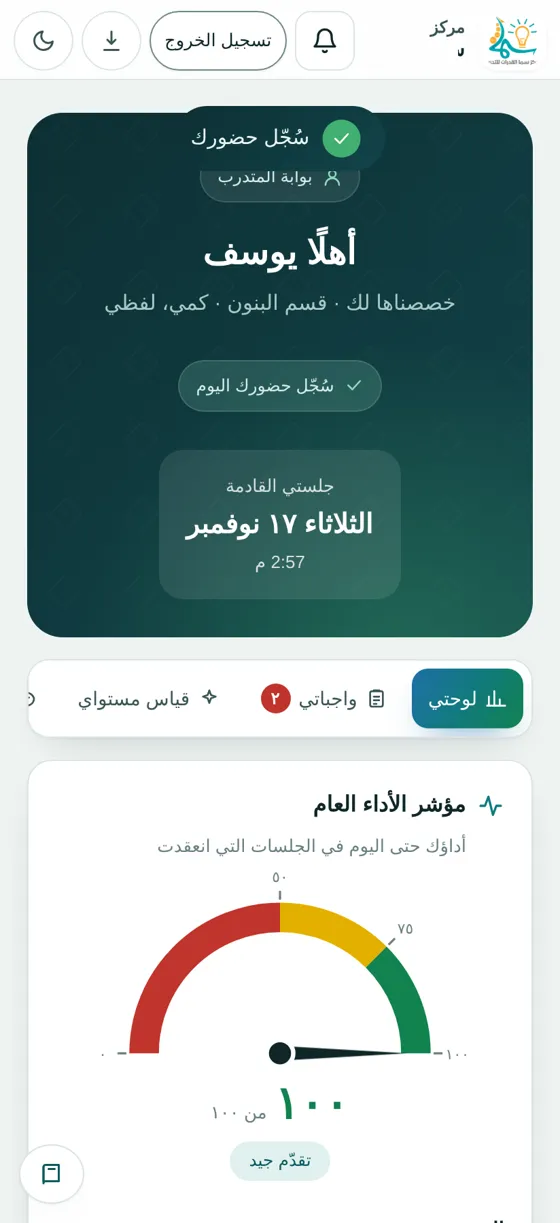 مركز
تسجيل الخروج
سُجّل حضورك
بوابة المتدرب
أهلًا يوسف
خصصناها لك · قسم البنون · كمي، لفظي
سُجّل حضورك اليوم
جلستي القادمة
الثلاثاء ١٧ نوفمبر
2:57 م
لوحتي
واجباتي ٢
قياس مستواي
مؤشر الأداء العام
أداؤك حتى اليوم في الجلسات التي انعقدت
٥٠
٧٥
٠
١٠٠
١٠٠ من ١٠٠
تقدّم جيد